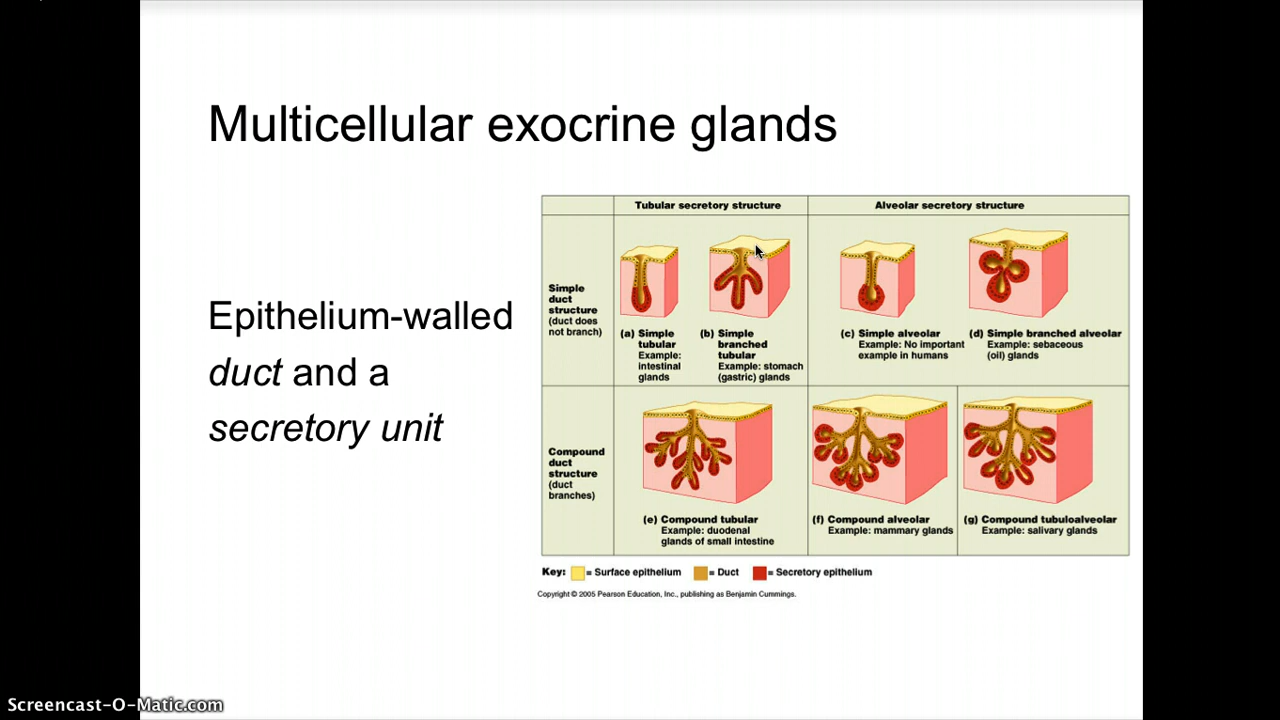 Multicellular exocrine glands
Epithelium-walled
duct and a
secretory unit
Tubular secretory structure
Alveolar secretory structure
Simple
duct
structure
(duct does
not branch)
(a) Simple
tubular
Example:
intestinal
glands
(b) Simple
branched
tubular
Example: stomach
(gastric) glands
(c) Simple alveolar
Example: No important
example in humans
(d) Simple branched alveolar
Example: sebaceous
(oil) glands
Compound
duct
structure
(duct
branches)
(e) Compound tubular
Example: duodenal
glands of small intestine
(f) Compound alveolar
Example: mammary glands
(g) Compound tubuloalveolar
Example: salivary glands
Key: = Surface epithelium = Duct = Secretory epithelium
Copyright © 2005 Pearson Education, Inc., publishing as Benjamin Cummings.
Screencast-O-Matic.com